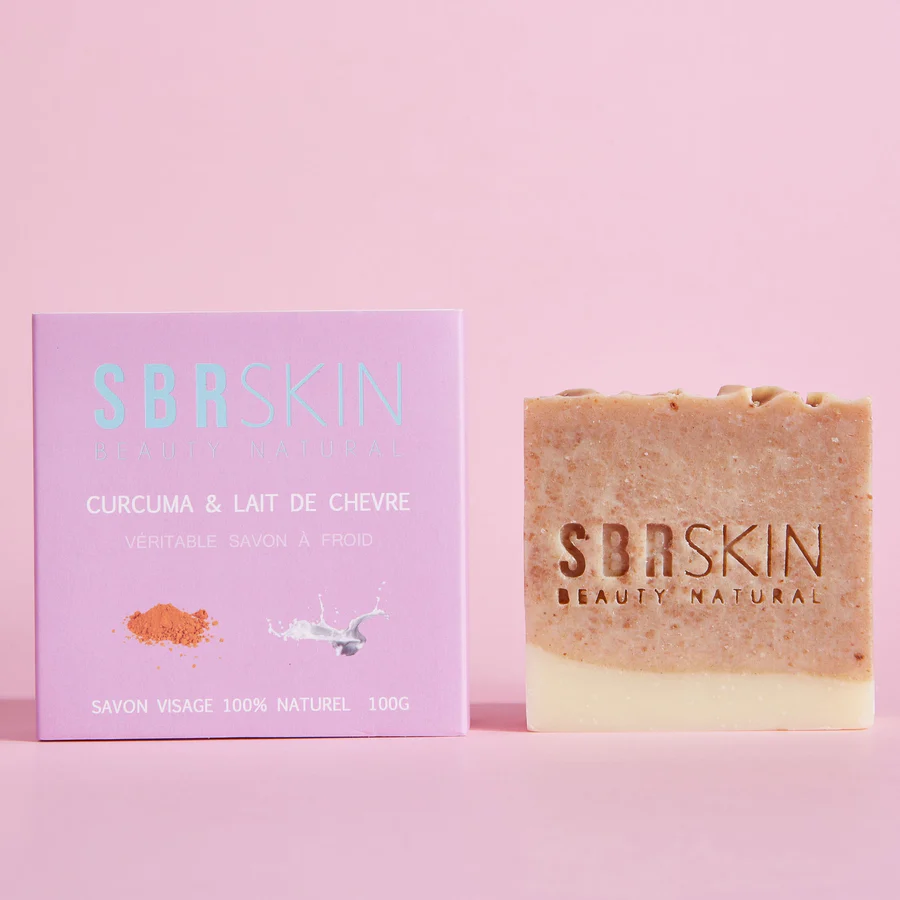 SBRSKIN
BEAUTY NATURAL
CURCUMA & LAIT DE CHEVRE
VÉRITABLE SAVON À FROID
SAVON VISAGE 100% NATUREL 100G
SBRSKIN
BEAUTY NATURAL